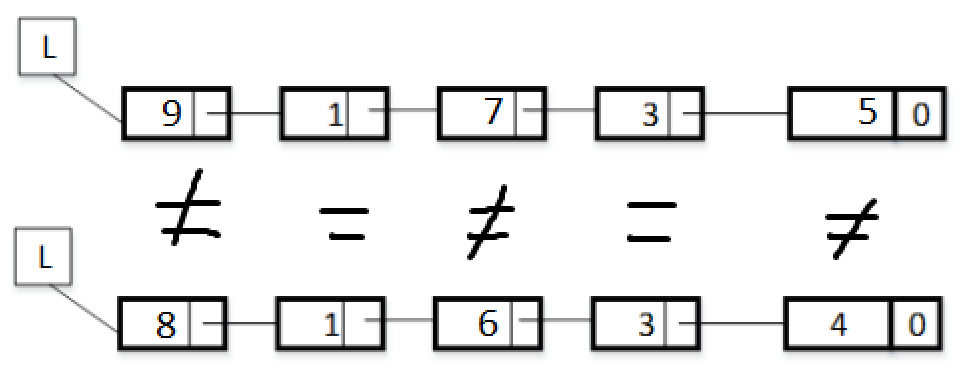 L
9 1 7 3 5 0
≠ = ≠ = ≠
L
8 1 6 3 4 0